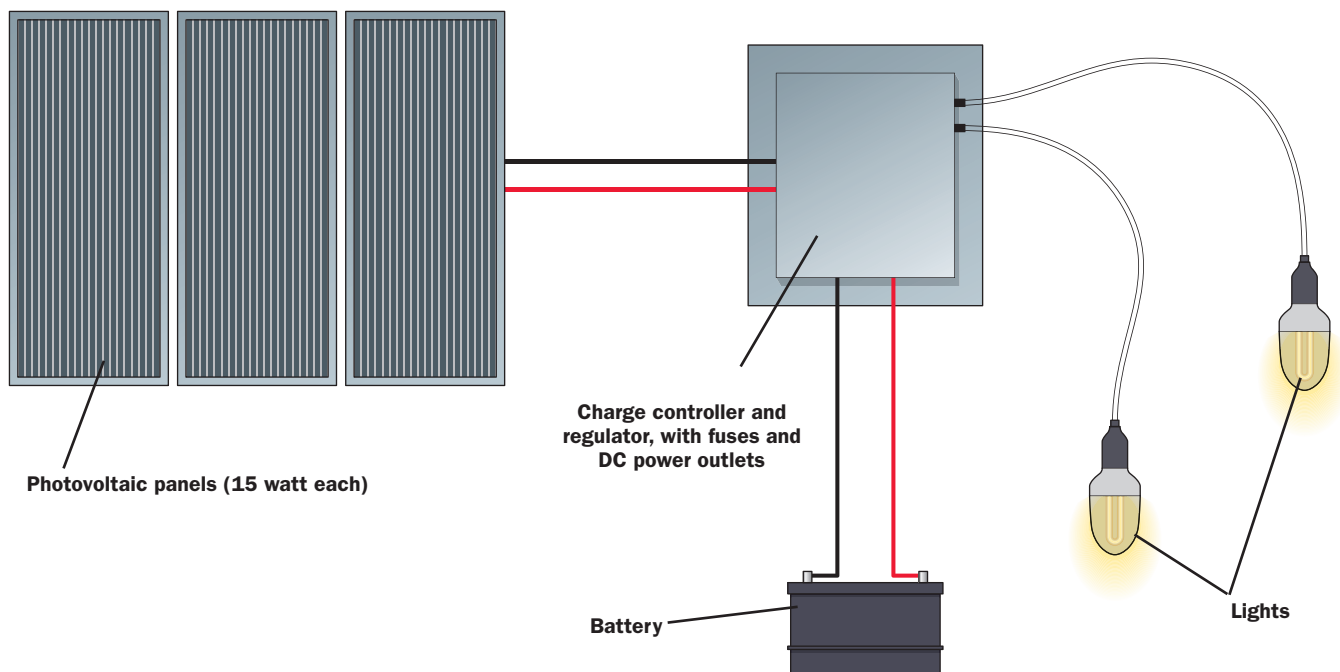 Photovoltaic panels (15 watt each)
Charge controller and
regulator, with fuses and
DC power outlets
Battery
Lights